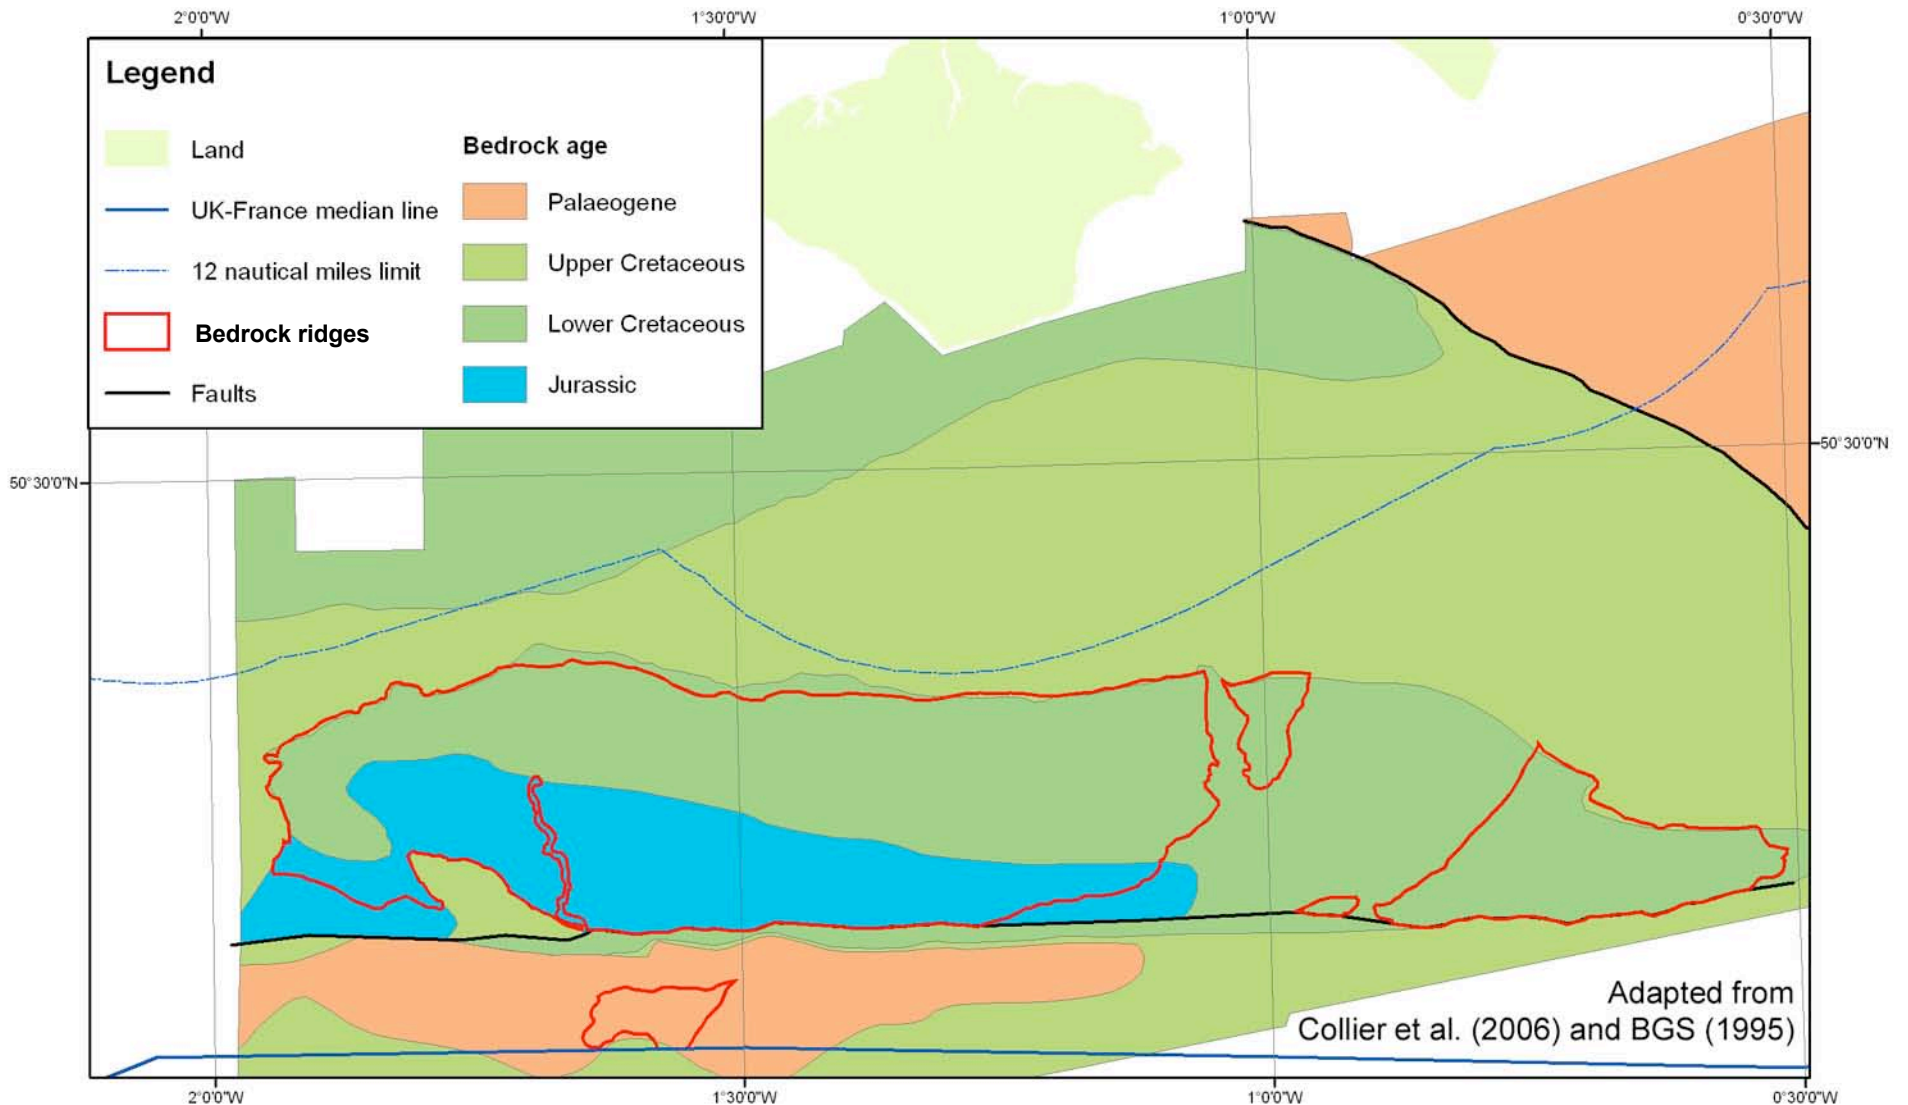 2°0'0"W 1°30'0"W 1°0'0"W 0°30'0"W
Legend
Land
UK-France median line
12 nautical miles limit
Bedrock ridges
Faults
Bedrock age
Palaeogene
Upper Cretaceous
Lower Cretaceous
Jurassic
50°30'0"N
50°30'0"N
Adapted from
Collier et al. (2006) and BGS (1995)
2°0'0"W 1°30'0"W 1°0'0"W 0°30'0"W